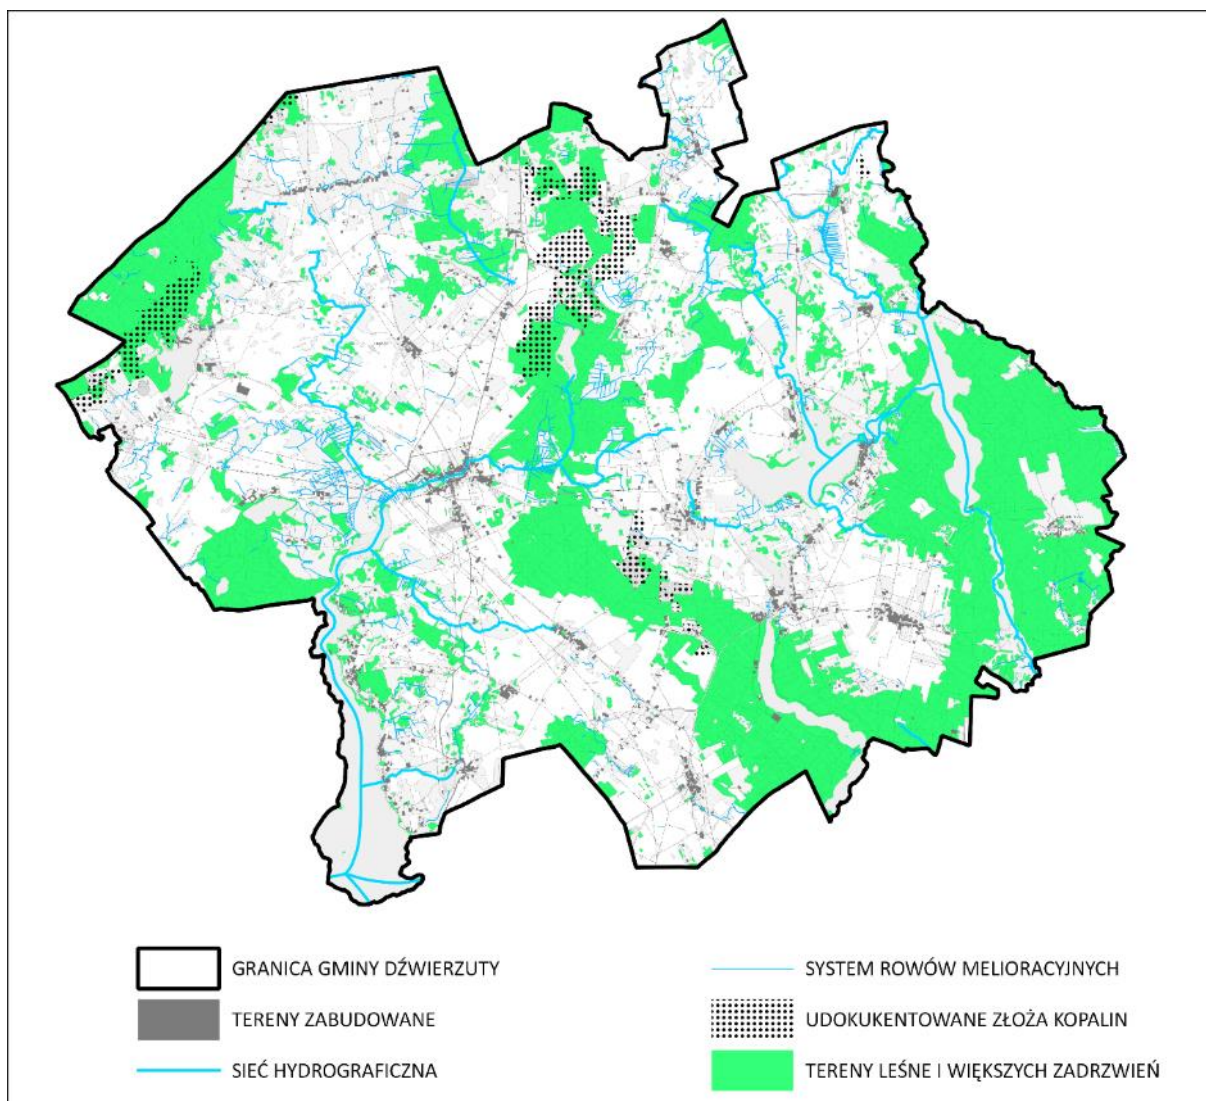 GRANICA GMINY DŹWIERZUTY
TERENY ZABUDOWANE
SIEĆ HYDROGRAFICZNA
SYSTEM ROWÓW MELIORACYJNYCH
UDOKUKENTOWANE ZŁOŻA KOPALIN
TERENY LEŚNE I WIĘKSZYCH ZADRZWIEŃ